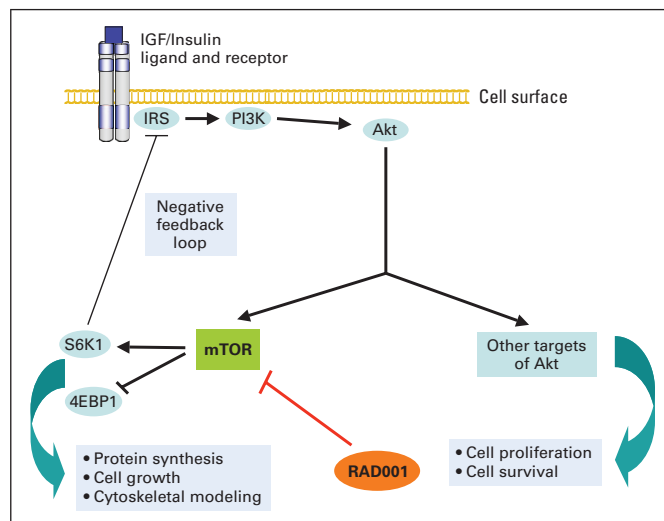 IGF/Insulin
ligand and receptor
Cell surface
IRS
PI3K
Akt
Negative
feedback
loop
S6K1
mTOR
Other targets
of Akt
4EBP1
• Protein synthesis
• Cell growth
• Cytoskeletal modeling
RAD001
• Cell proliferation
• Cell survival